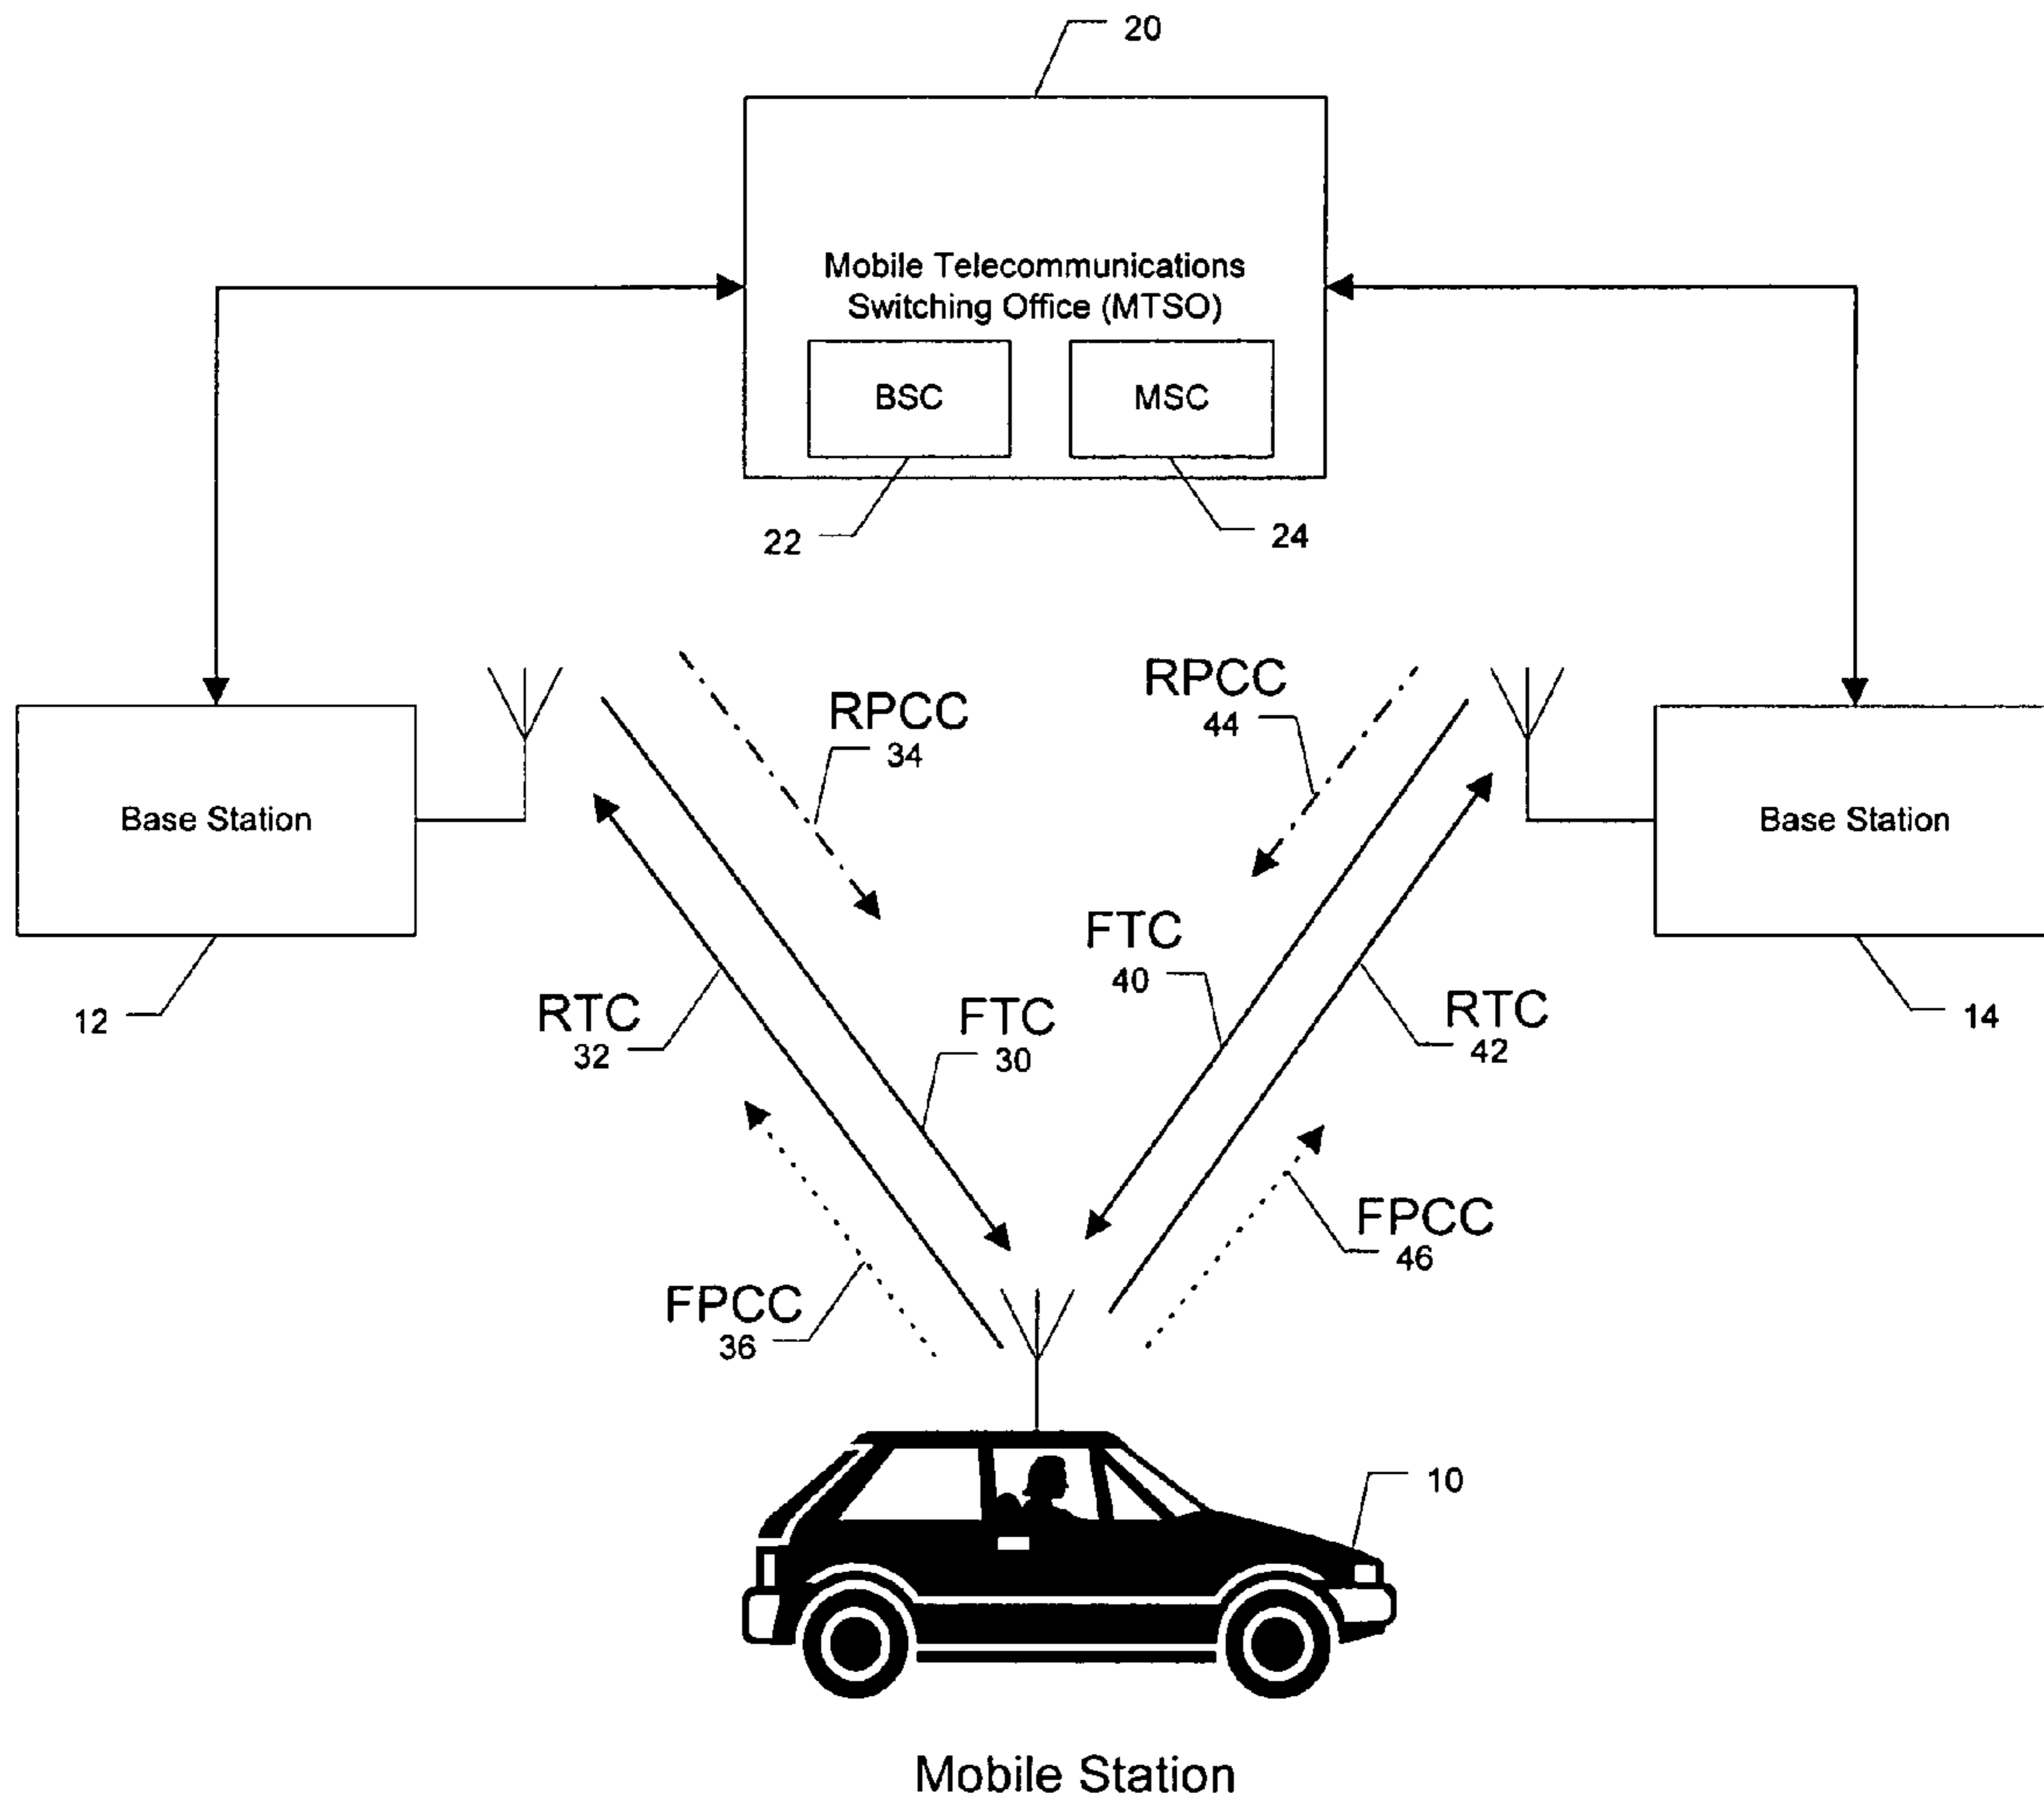 20
Mobile Telecommunications
Switching Office (MTSO)
BSC
MSC
22
24
RPCC
34
RPCC
44
Base Station
Base Station
12
14
FTC
40
RTC
32
FTC
30
RTC
42
FPCC
46
FPCC
36
10
Mobile Station